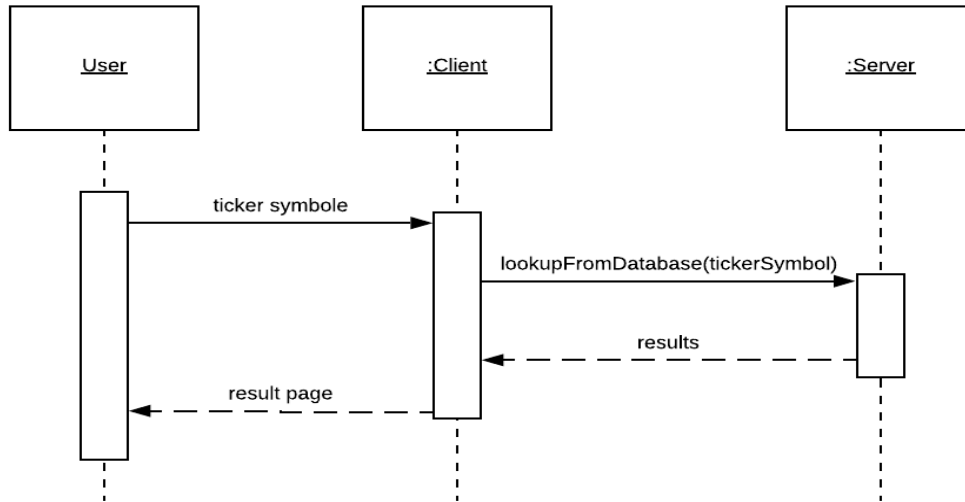 User
:Client
:Server
ticker symbole
lookupFromDatabase(tickerSymbol)
results
result page